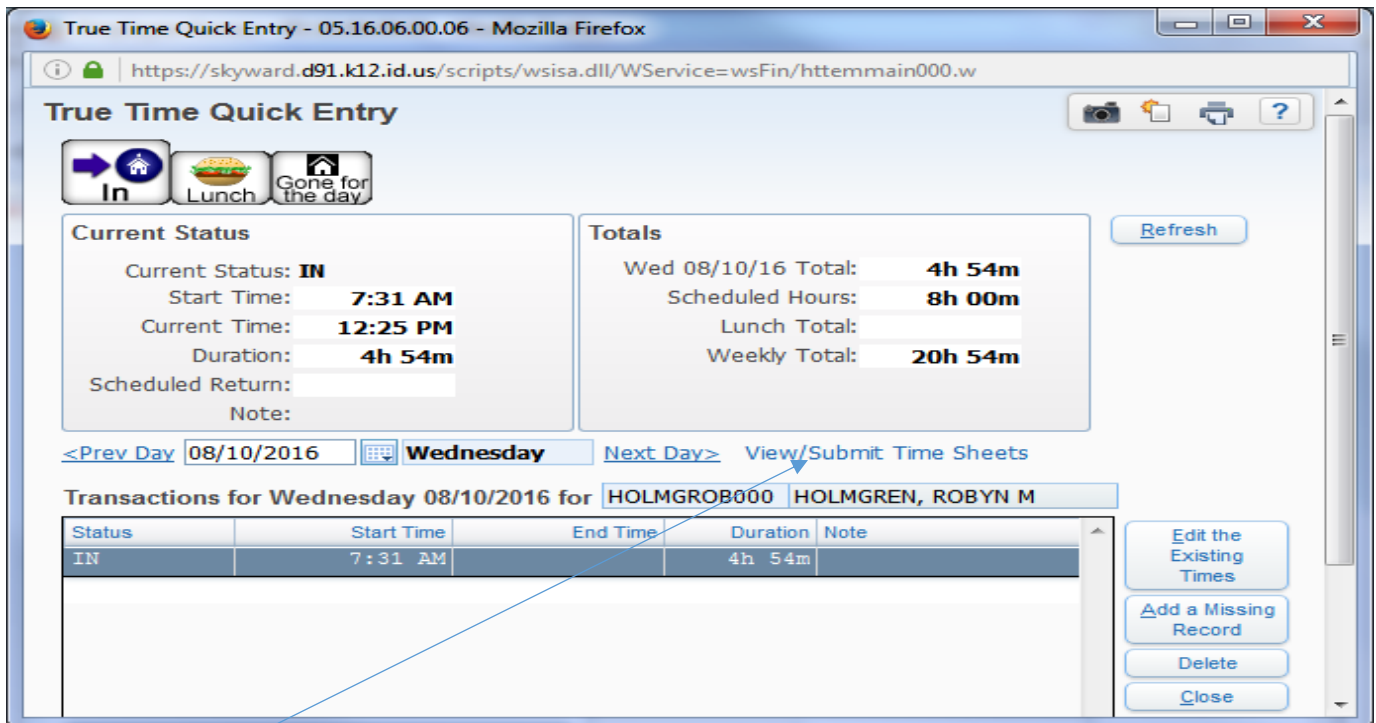 True Time Quick Entry - 05.16.06.00.06 - Mozilla Firefox
https://skyward.d91.k12.id.us/scripts/wsisa.dll/WService=wsFin/httemmain000.w
True Time Quick Entry
?
In
Lunch
Gone for
the day
Current Status
Current Status: IN
Start Time: 7:31 AM
Current Time: 12:25 PM
Duration: 4h 54m
Scheduled Return:
Note:
Totals
Wed 08/10/16 Total: 4h 54m
Scheduled Hours: 8h 00m
Lunch Total:
Weekly Total: 20h 54m
Refresh
<Prev Day 08/10/2016 Wednesday Next Day> View/Submit Time Sheets
Transactions for Wednesday 08/10/2016 for HOLMGROB000 HOLMGREN, ROBYN M
Status Start Time End Time Duration Note
IN 7:31 AM 4h 54m
Edit the
Existing
Times
Add a Missing
Record
Delete
Close